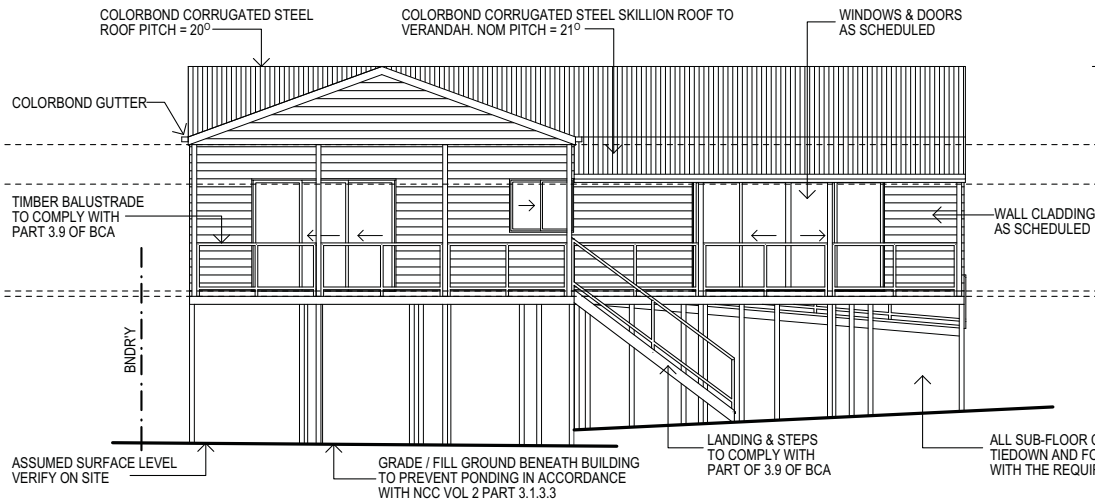 COLORBOND CORRUGATED STEEL
ROOF PITCH = 20°
COLORBOND CORRUGATED STEEL SKILLION ROOF TO
VERANDAH. NOM PITCH = 21°
WINDOWS & DOORS
AS SCHEDULED
COLORBOND GUTTER
TIMBER BALUSTRADE
TO COMPLY WITH
PART 3.9 OF BCA
WALL CLADDING
AS SCHEDULED
BNDR'Y
ASSUMED SURFACE LEVEL
VERIFY ON SITE
GRADE / FILL GROUND BENEATH BUILDING
TO PREVENT PONDING IN ACCORDANCE
WITH NCC VOL 2 PART 3.1.3.3
LANDING & STEPS
TO COMPLY WITH
PART OF 3.9 OF BCA
ALL SUB-FLOOR
TIEDOWN AND
WITH THE